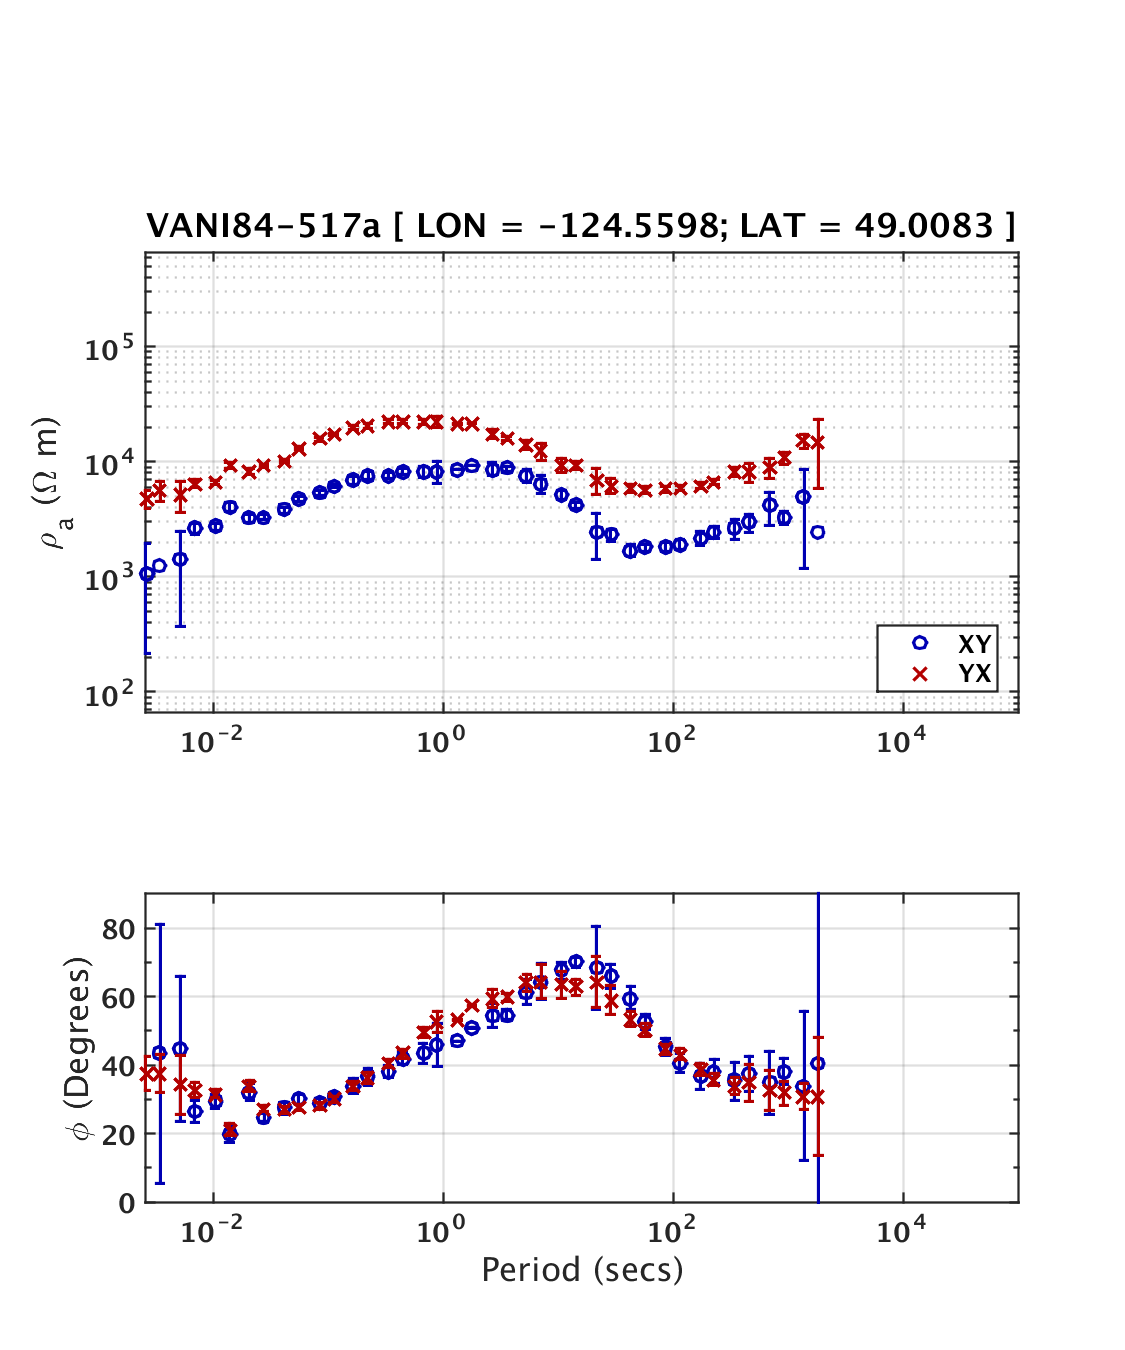 VANI84-517a [ LON = -124.5598; LAT = 49.0083 ]
10^5
10^4
10^3
10^2
ρ_a (Ω m)
XY
YX
10^-2 10^0 10^2 10^4
80
60
40
20
0
ϕ (Degrees)
10^-2 10^0 10^2 10^4
Period (secs)